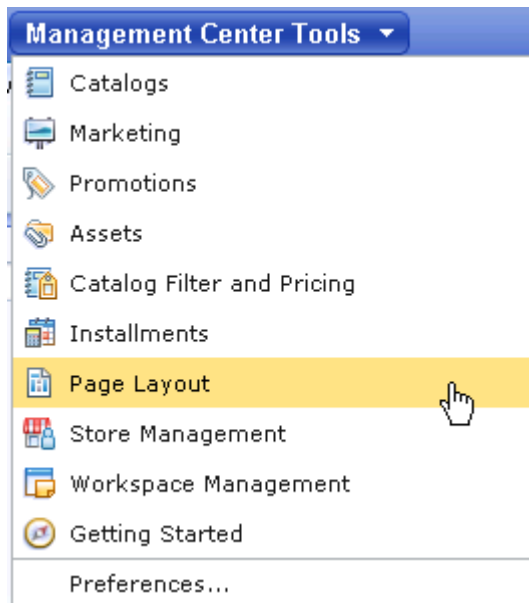 Management Center Tools
Catalogs
Marketing
Promotions
Assets
Catalog Filter and Pricing
Installments
Page Layout
Store Management
Workspace Management
Getting Started
Preferences...